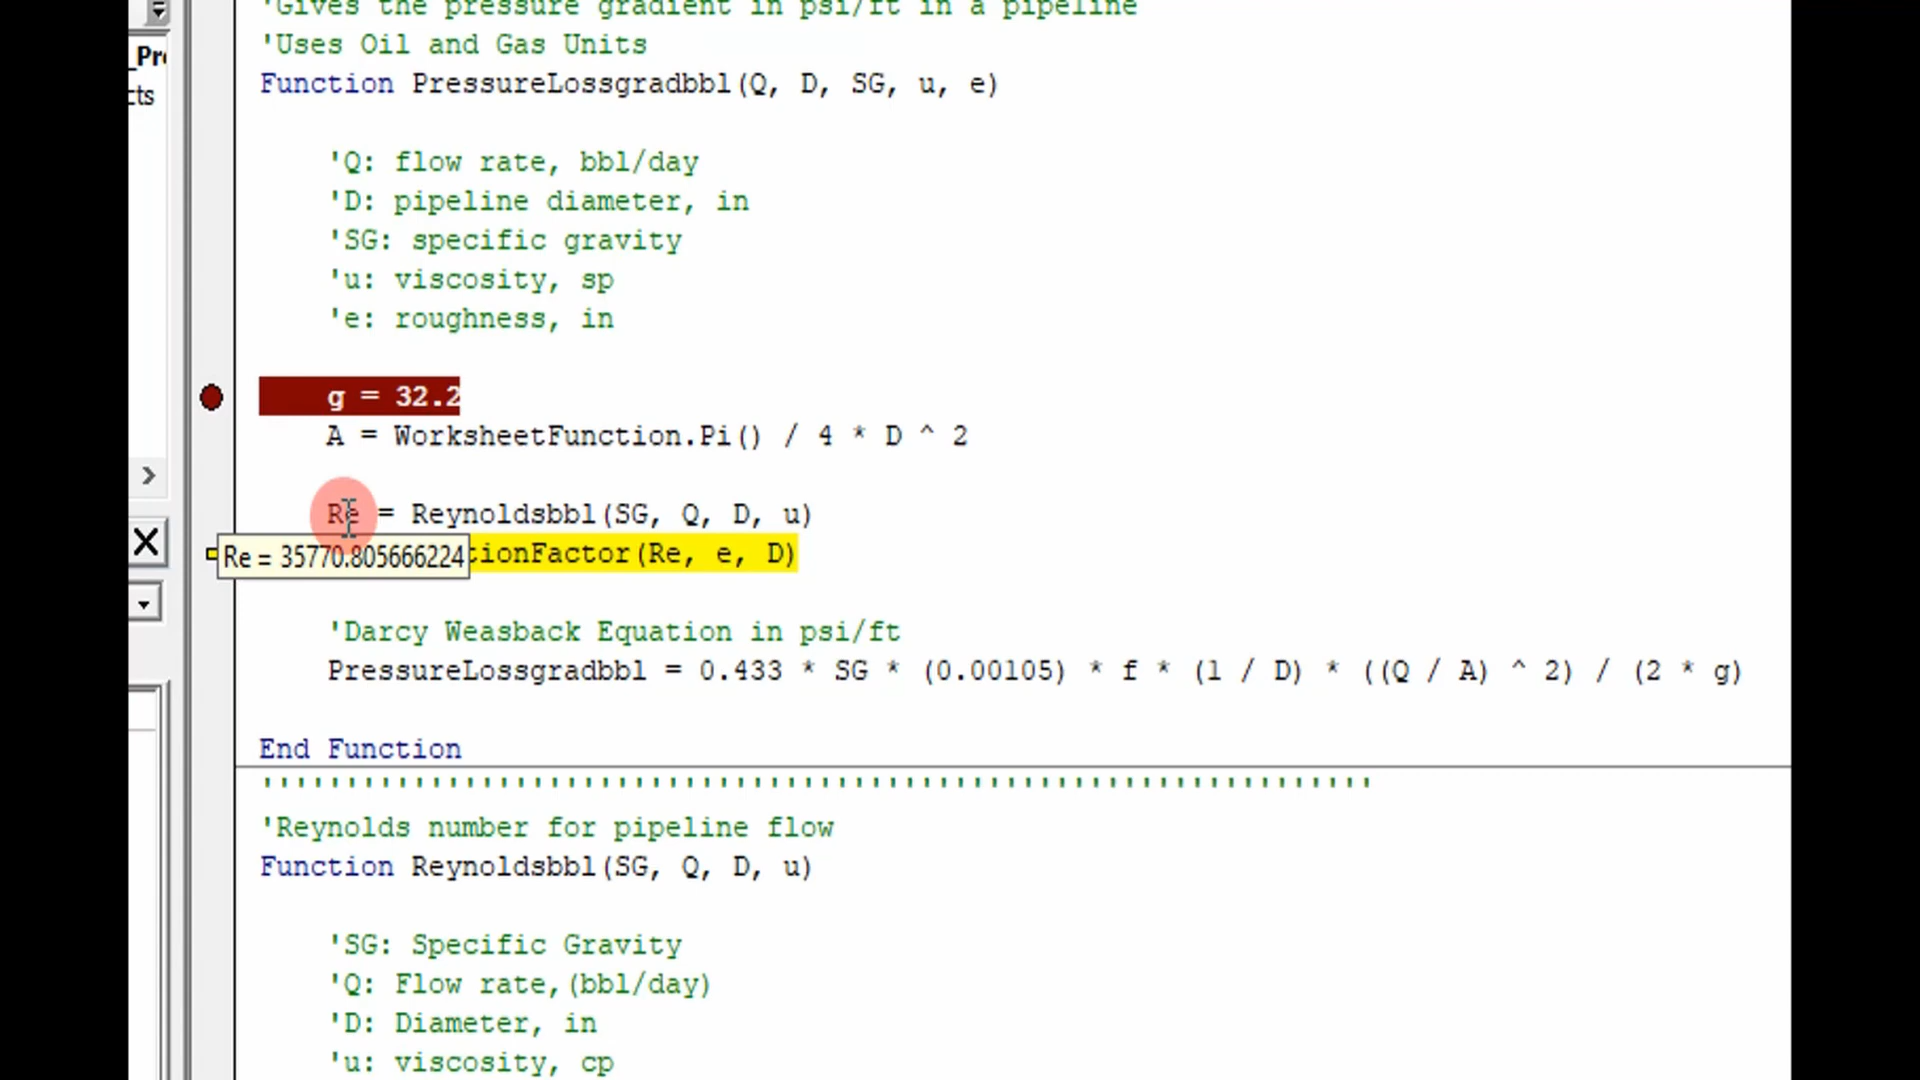 'Gives the pressure gradient in psi/ft in a pipeline
'Uses Oil and Gas Units
_Pr
cts
Function PressureLossgradbbl(Q, D, SG, u, e)
'Q: flow rate, bbl/day
'D: pipeline diameter, in
'SG: specific gravity
'u: viscosity, sp
'e: roughness, in
g = 32.2
A = WorksheetFunction.Pi() / 4 * D ^ 2
Re = Reynoldsbbl(SG, Q, D, u)
Re = 35770.805666224
tionFactor(Re, e, D)
'Darcy Weasback Equation in psi/ft
PressureLossgradbbl = 0.433 * SG * (0.00105) * f * (1 / D) * ((Q / A) ^ 2) / (2 * g)
End Function
'''''''''''''''''''''''''''''''''''''''''''''''''''''''''''''''''''
'Reynolds number for pipeline flow
Function Reynoldsbbl(SG, Q, D, u)
'SG: Specific Gravity
'Q: Flow rate,(bbl/day)
'D: Diameter, in
'u: viscosity, cp